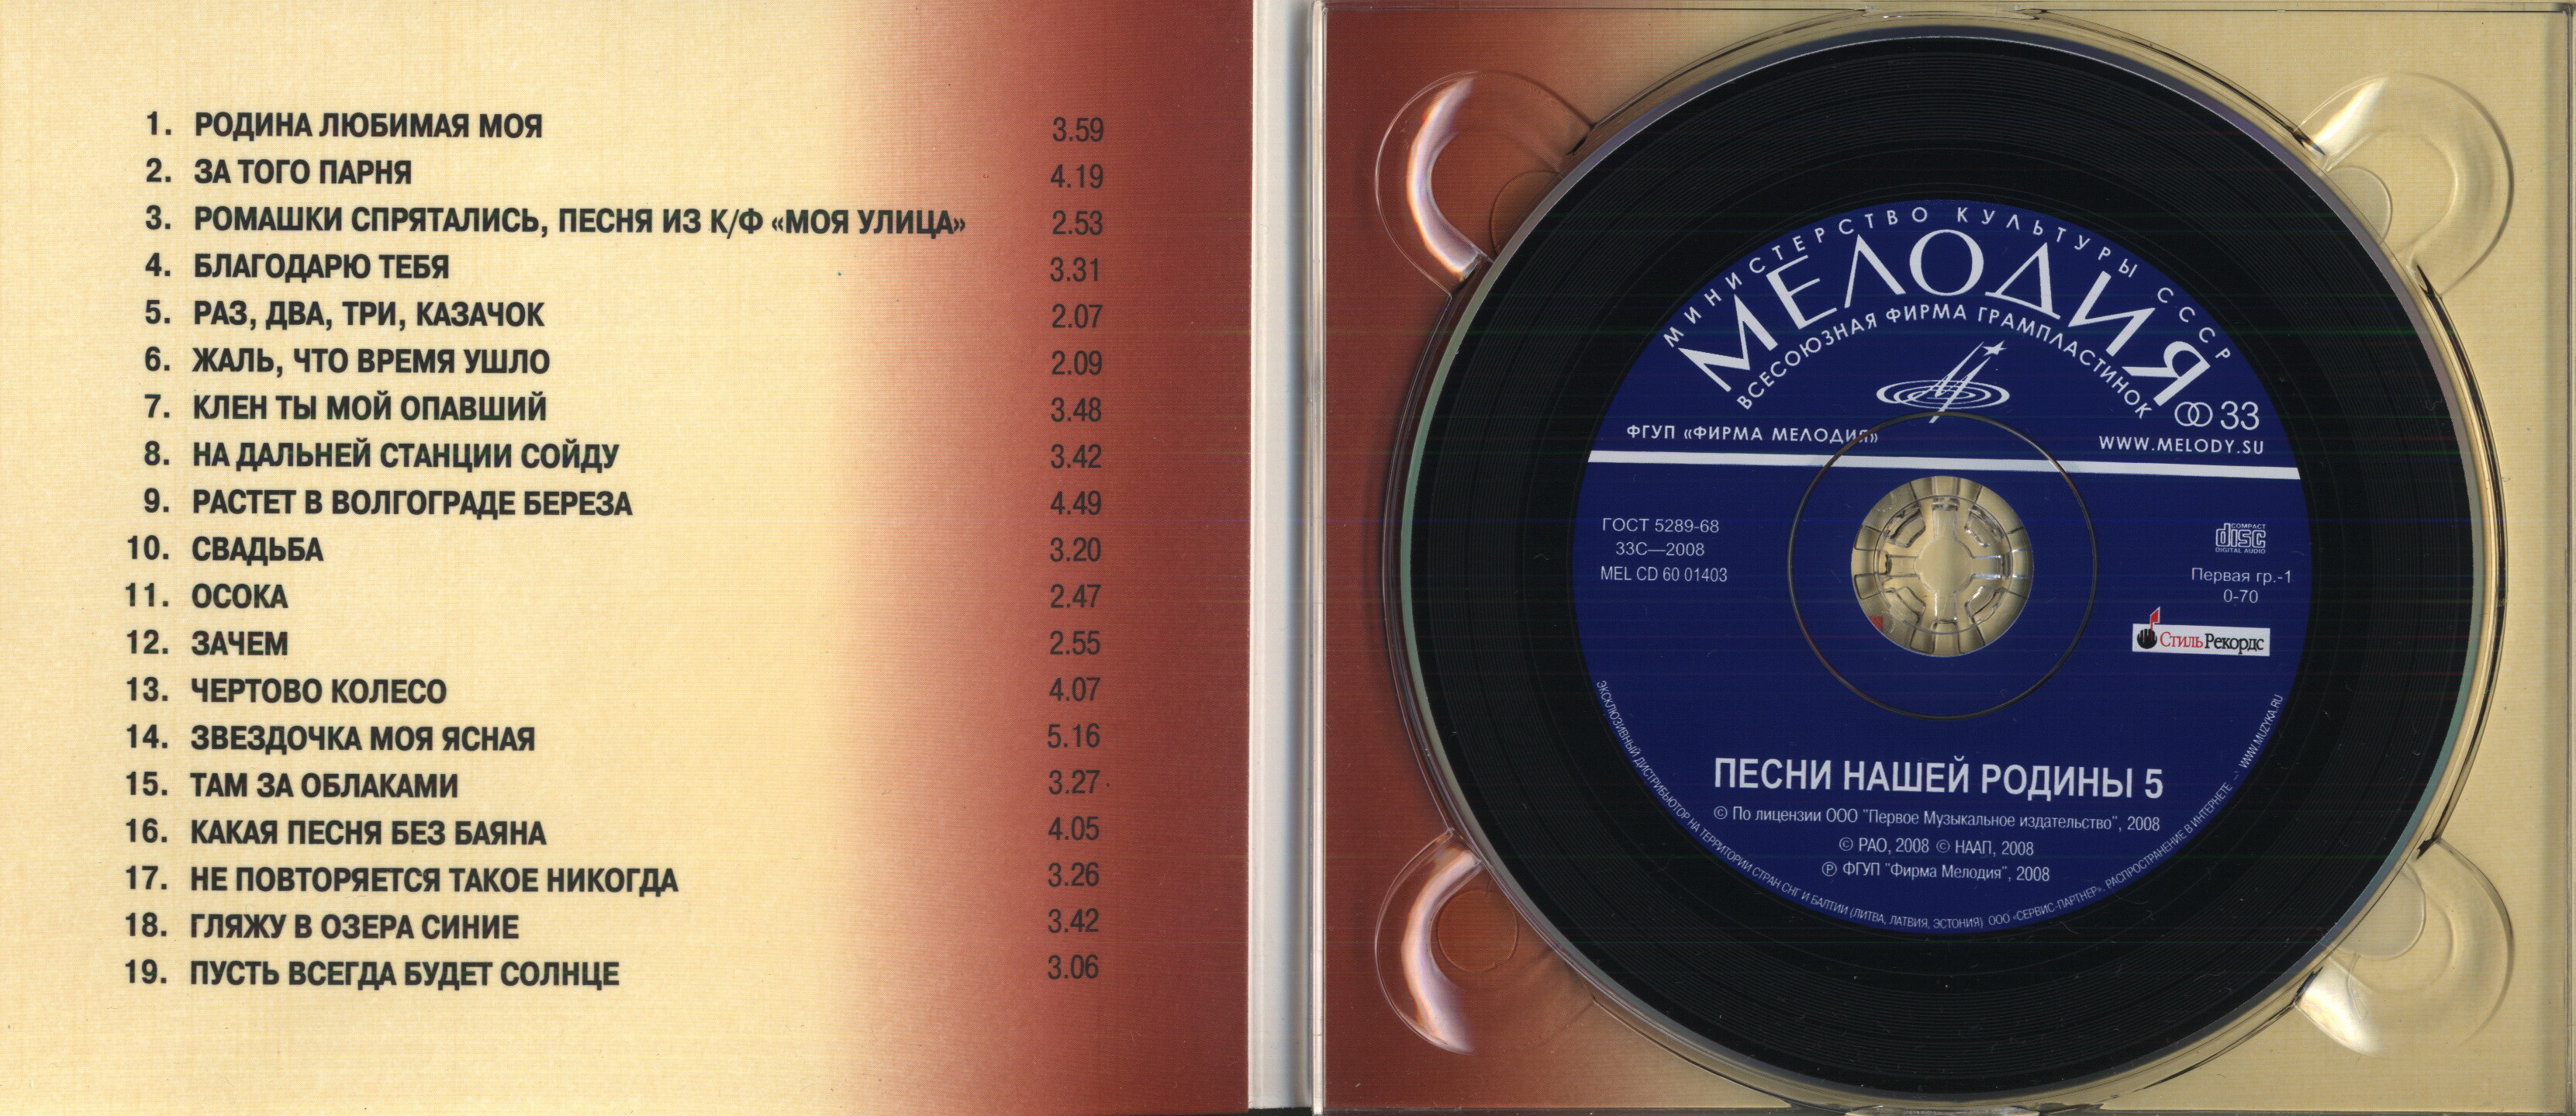 1. РОДИНА ЛЮБИМАЯ МОЯ 3.59
2. ЗА ТОГО ПАРНЯ 4.19
3. РОМАШКИ СПРЯТАЛИСЬ, ПЕСНЯ ИЗ К/Ф «МОЯ УЛИЦА» 2.53
4. БЛАГОДАРЮ ТЕБЯ 3.31
5. РАЗ, ДВА, ТРИ, КАЗАЧОК 2.07
6. ЖАЛЬ, ЧТО ВРЕМЯ УШЛО 2.09
7. КЛЕН ТЫ МОЙ ОПАВШИЙ 3.48
8. НА ДАЛЬНЕЙ СТАНЦИИ СОЙДУ 3.42
9. РАСТЕТ В ВОЛГОГРАДЕ БЕРЕЗА 4.49
10. СВАДЬБА 3.20
11. ОСОКА 2.47
12. ЗАЧЕМ 2.55
13. ЧЕРТОВО КОЛЕСО 4.07
14. ЗВЕЗДОЧКА МОЯ ЯСНАЯ 5.16
15. ТАМ ЗА ОБЛАКАМИ 3.27
16. КАКАЯ ПЕСНЯ БЕЗ БАЯНА 4.05
17. НЕ ПОВТОРЯЕТСЯ ТАКОЕ НИКОГДА 3.26
18. ГЛЯЖУ В ОЗЕРА СИНИЕ 3.42
19. ПУСТЬ ВСЕГДА БУДЕТ СОЛНЦЕ 3.06
МИНИСТЕРСТВО КУЛЬТУРЫ СССР
МЕЛОДИЯ
ВСЕСОЮЗНАЯ ФИРМА ГРАМПЛАСТИНОК
33
ФГУП «ФИРМА МЕЛОДИЯ»
WWW.MELODY.SU
ГОСТ 5289-68
33С—2008
MEL CD 60 01403
COMPACT
disc
DIGITAL AUDIO
Первая гр.-1
0-70
Стиль Рекордс
ПЕСНИ НАШЕЙ РОДИНЫ 5
© По лицензии ООО "Первое Музыкальное издательство", 2008
© РАО, 2008 © НААП, 2008
℗ ФГУП "Фирма Мелодия", 2008
ЭКСКЛЮЗИВНЫЙ ДИСТРИБЬЮТОР НА ТЕРРИТОРИИ СТРАН СНГ И БАЛТИИ (ЛИТВА, ЛАТВИЯ, ЭСТОНИЯ) ООО «СЕРВИС-ПАРТНЕР». РАСПРОСТРАНЕНИЕ В ИНТЕРНЕТЕ – WWW.MUZYKA.RU